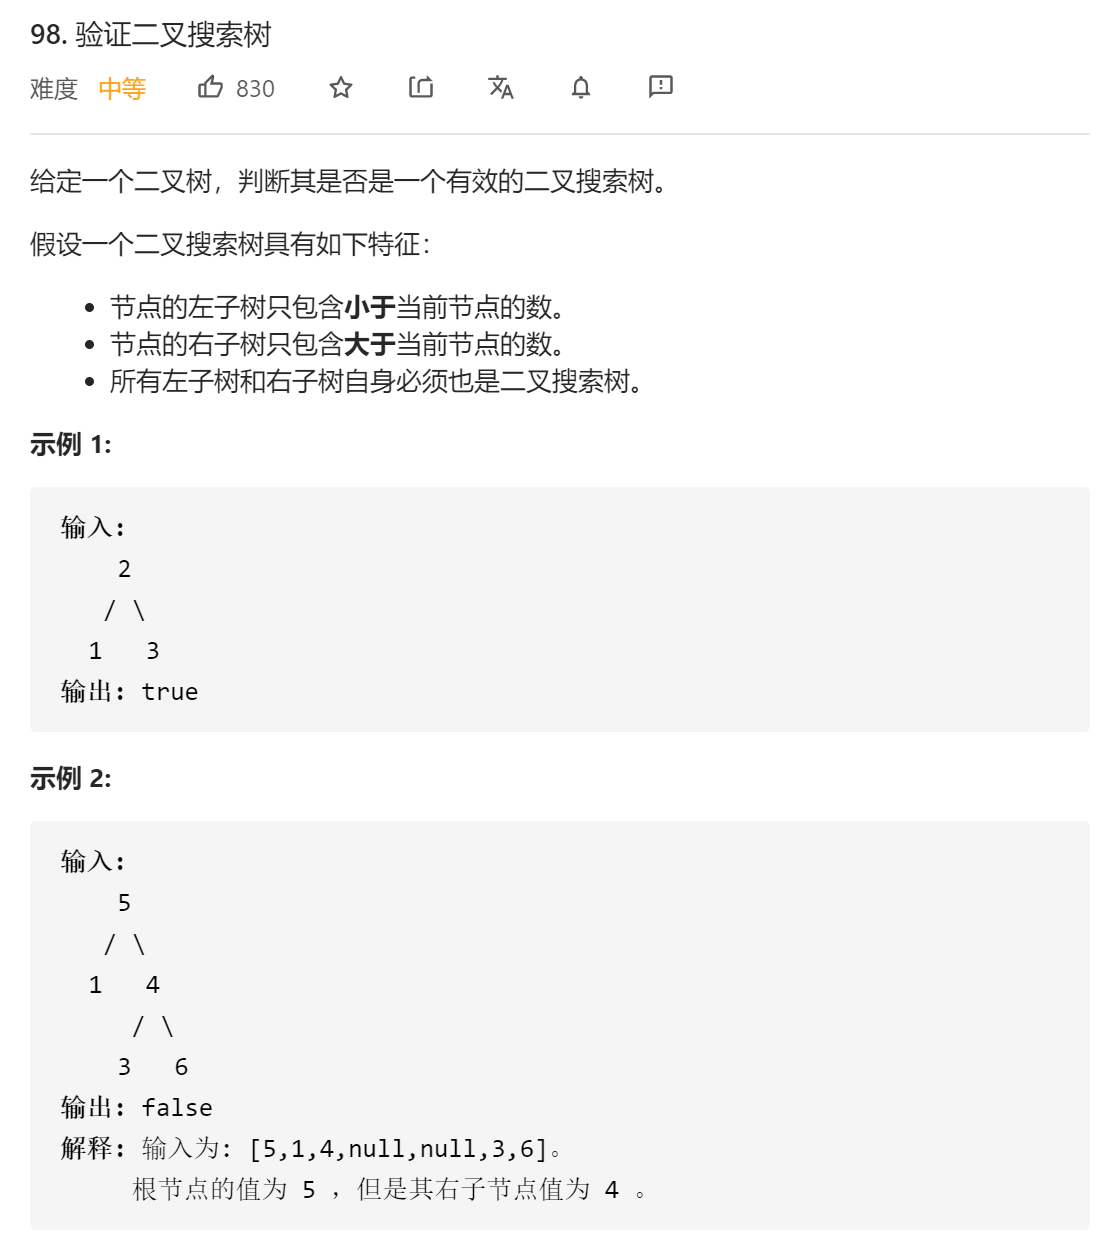 98. 验证二叉搜索树
难度 中等 830
给定一个二叉树，判断其是否是一个有效的二叉搜索树。
假设一个二叉搜索树具有如下特征：
• 节点的左子树只包含小于当前节点的数。
• 节点的右子树只包含大于当前节点的数。
• 所有左子树和右子树自身必须也是二叉搜索树。
示例 1:
输入:
    2
   / \
  1   3
输出: true
示例 2:
输入:
    5
   / \
  1   4
     / \
    3   6
输出: false
解释: 输入为: [5,1,4,null,null,3,6]。
     根节点的值为 5 ，但是其右子节点值为 4 。